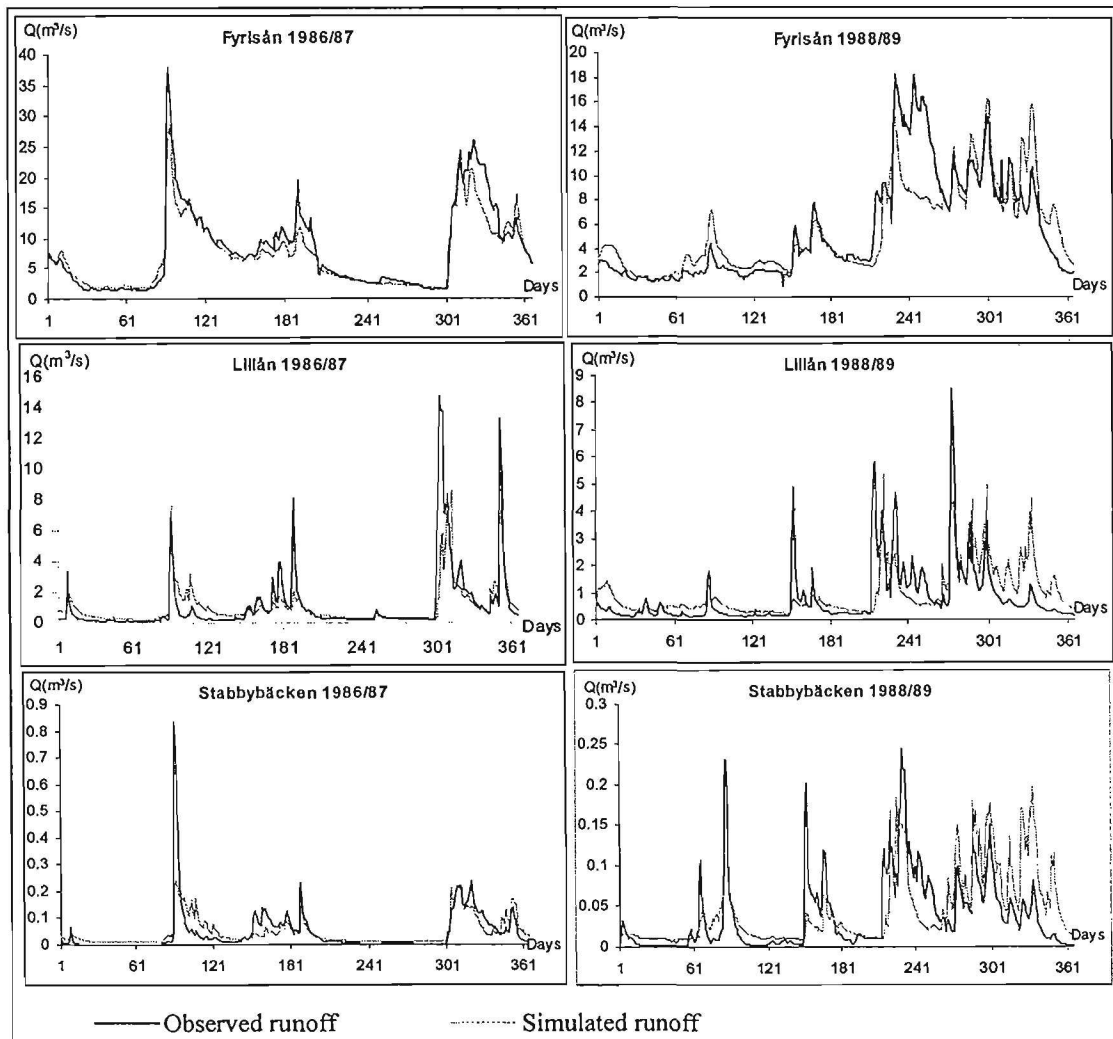 Q(m³/s)
Fyrisån 1986/87
40
35
30
25
20
15
10
5
0
Days
1 61 121 181 241 301 361
Q(m³/s)
Fyrisån 1988/89
20
18
16
14
12
10
8
6
4
2
0
Days
1 61 121 181 241 301 361
Q(m³/s)
Lillån 1986/87
16
14
12
10
8
6
4
2
0
Days
1 61 121 181 241 301 361
Q(m³/s)
Lillån 1988/89
9
8
7
6
5
4
3
2
1
0
Days
1 61 121 181 241 301 361
Q(m³/s)
Stabbybäcken 1986/87
0.9
0.8
0.7
0.6
0.5
0.4
0.3
0.2
0.1
0
Days
1 61 121 181 241 301 361
Q(m³/s)
Stabbybäcken 1988/89
0.3
0.25
0.2
0.15
0.1
0.05
0
Days
1 61 121 181 241 301 361
Observed runoff Simulated runoff